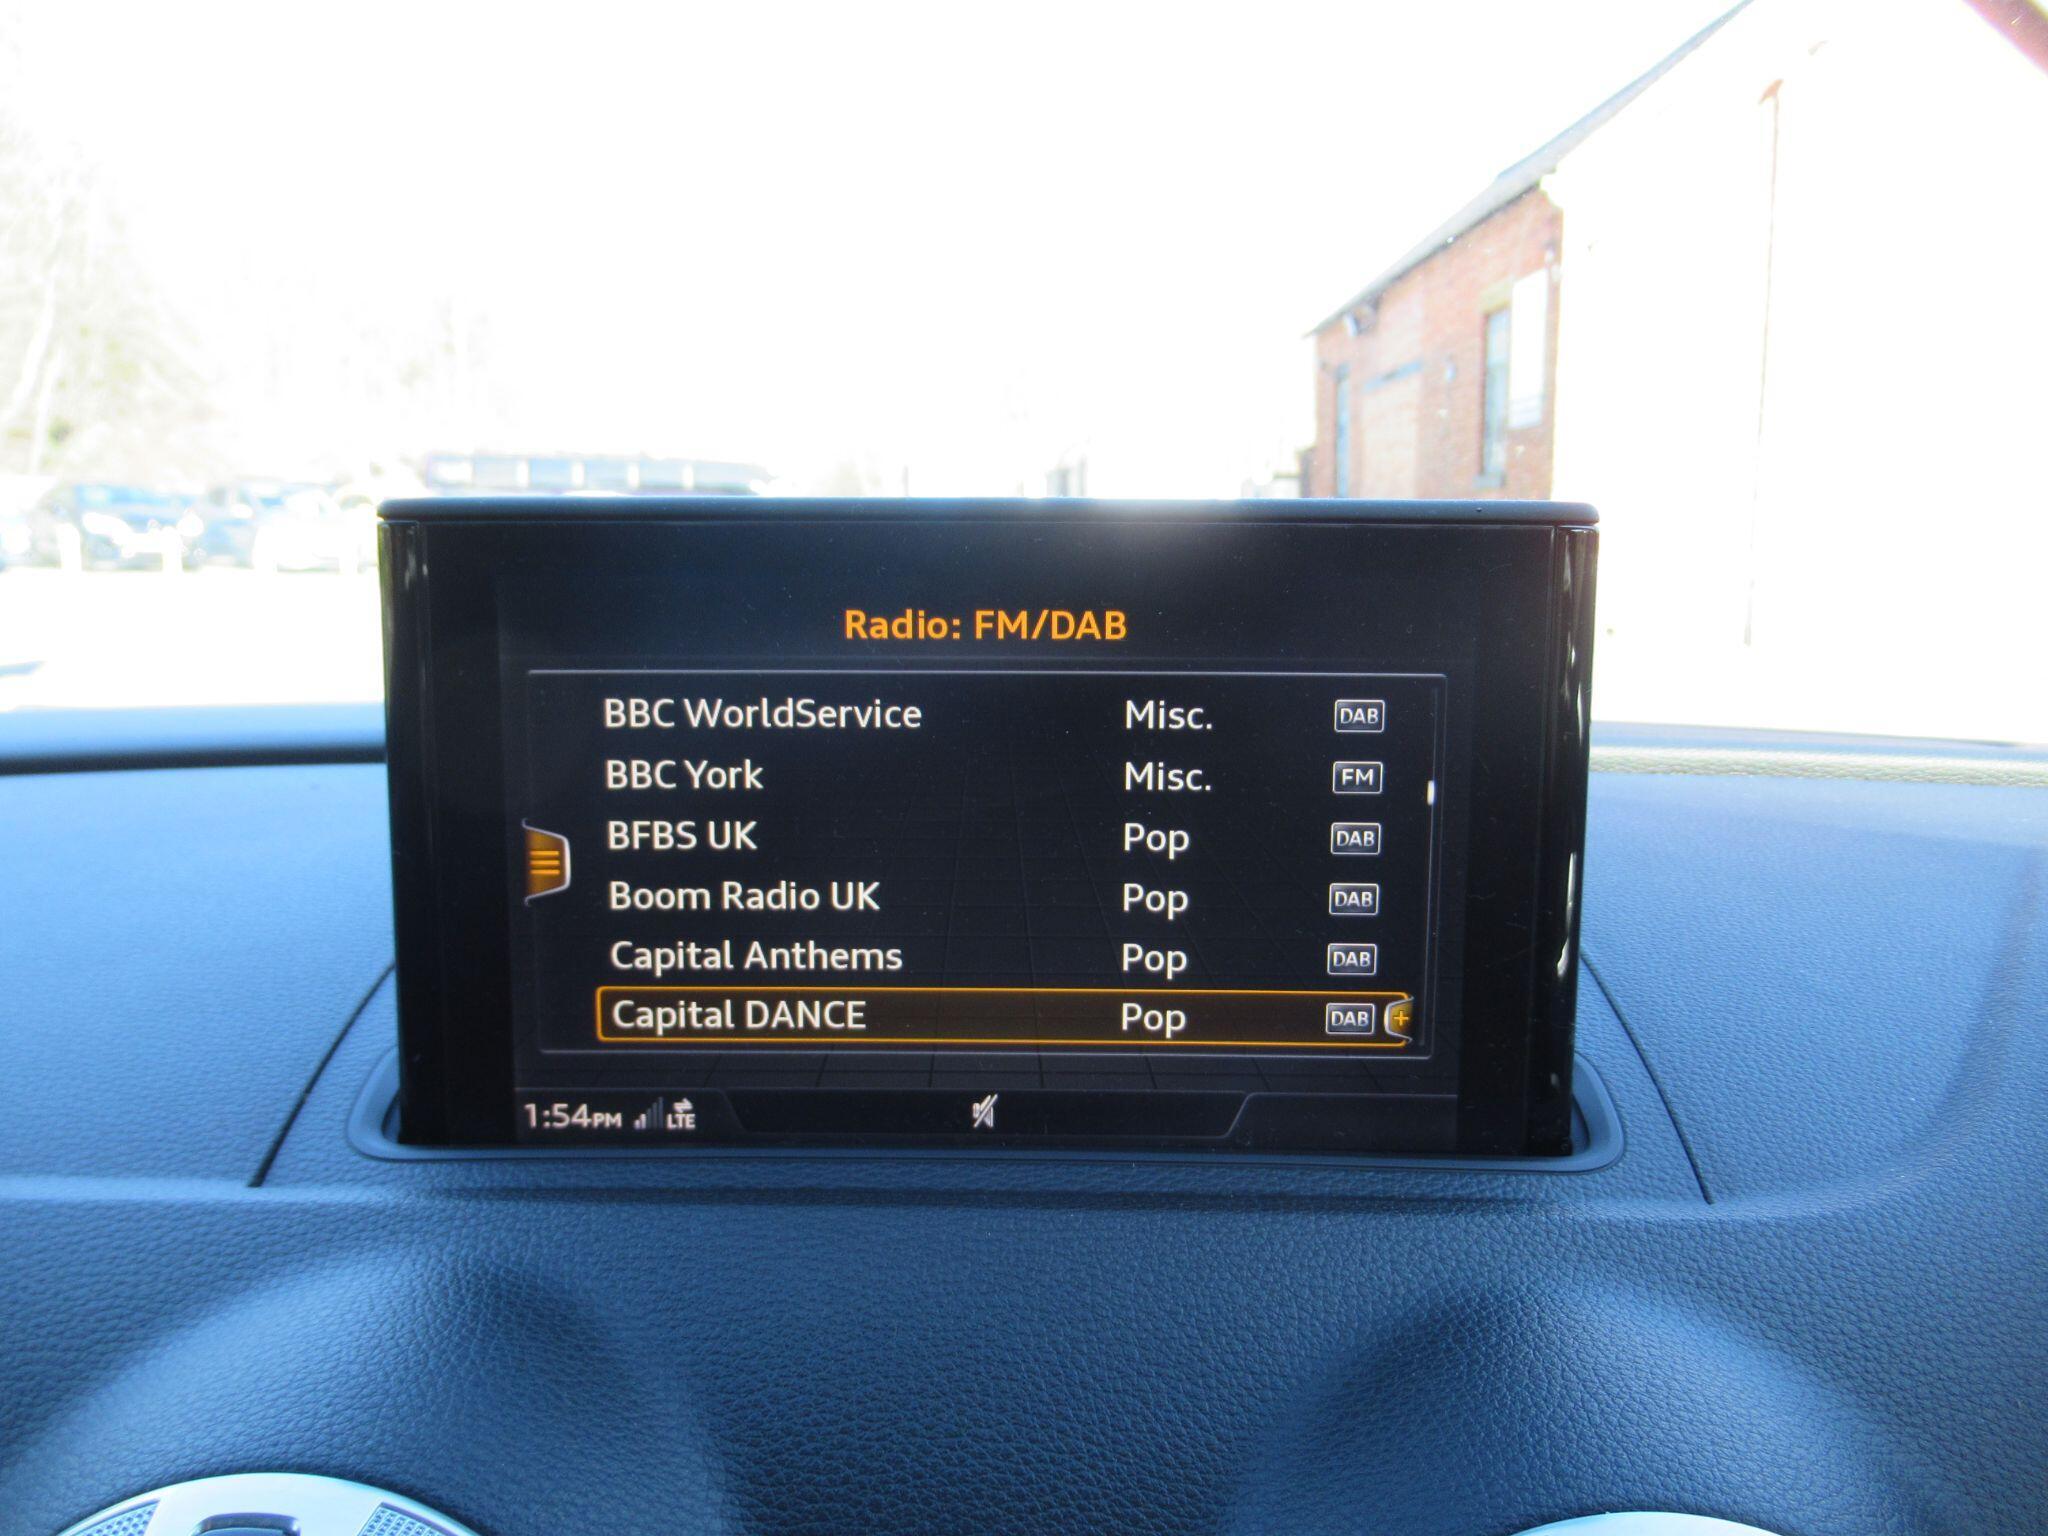 Radio: FM/DAB
BBC WorldService Misc. DAB
BBC York Misc. FM
BFBS UK Pop DAB
Boom Radio UK Pop DAB
Capital Anthems Pop DAB
Capital DANCE Pop DAB +
1:54PM LTE